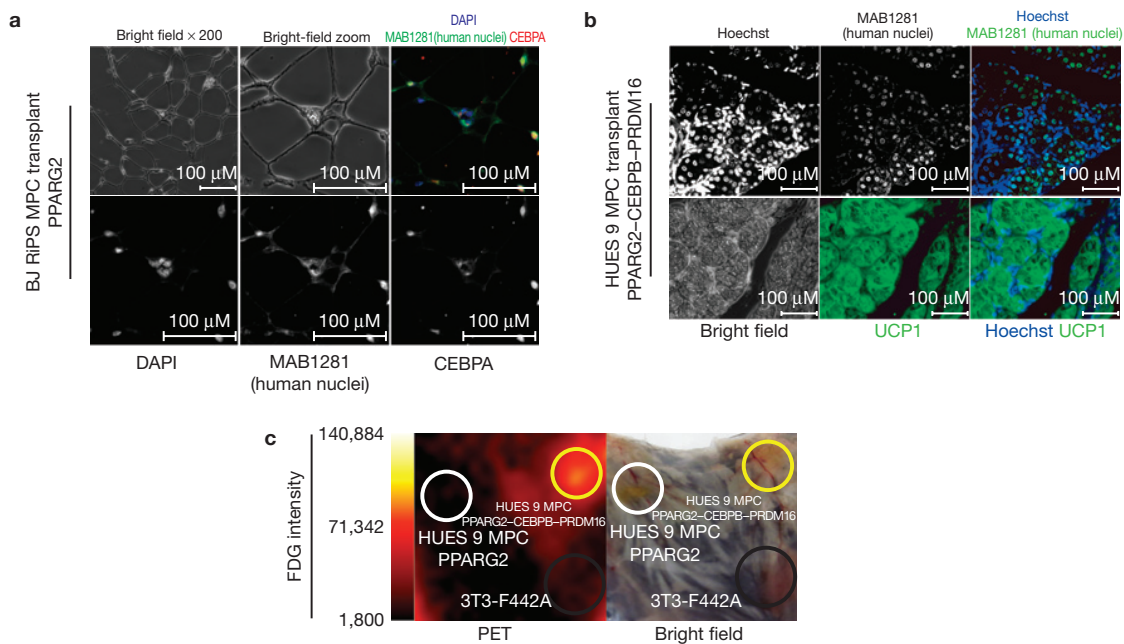 a
BJ RiPS MPC transplant
PPARG2
Bright field × 200
Bright-field zoom
DAPI
MAB1281(human nuclei) CEBPA
100 µM
100 µM
100 µM
100 µM
100 µM
100 µM
DAPI
MAB1281
(human nuclei)
CEBPA
b
HUES 9 MPC transplant
PPARG2–CEBPB–PRDM16
Hoechst
MAB1281
(human nuclei)
Hoechst
MAB1281 (human nuclei)
100 µM
100 µM
100 µM
100 µM
100 µM
100 µM
Bright field
UCP1
Hoechst UCP1
c
FDG intensity
140,884
71,342
1,800
HUES 9 MPC
PPARG2–CEBPB–PRDM16
HUES 9 MPC
PPARG2
3T3-F442A
PET
HUES 9 MPC
PPARG2–CEBPB–PRDM16
HUES 9 MPC
PPARG2
3T3-F442A
Bright field